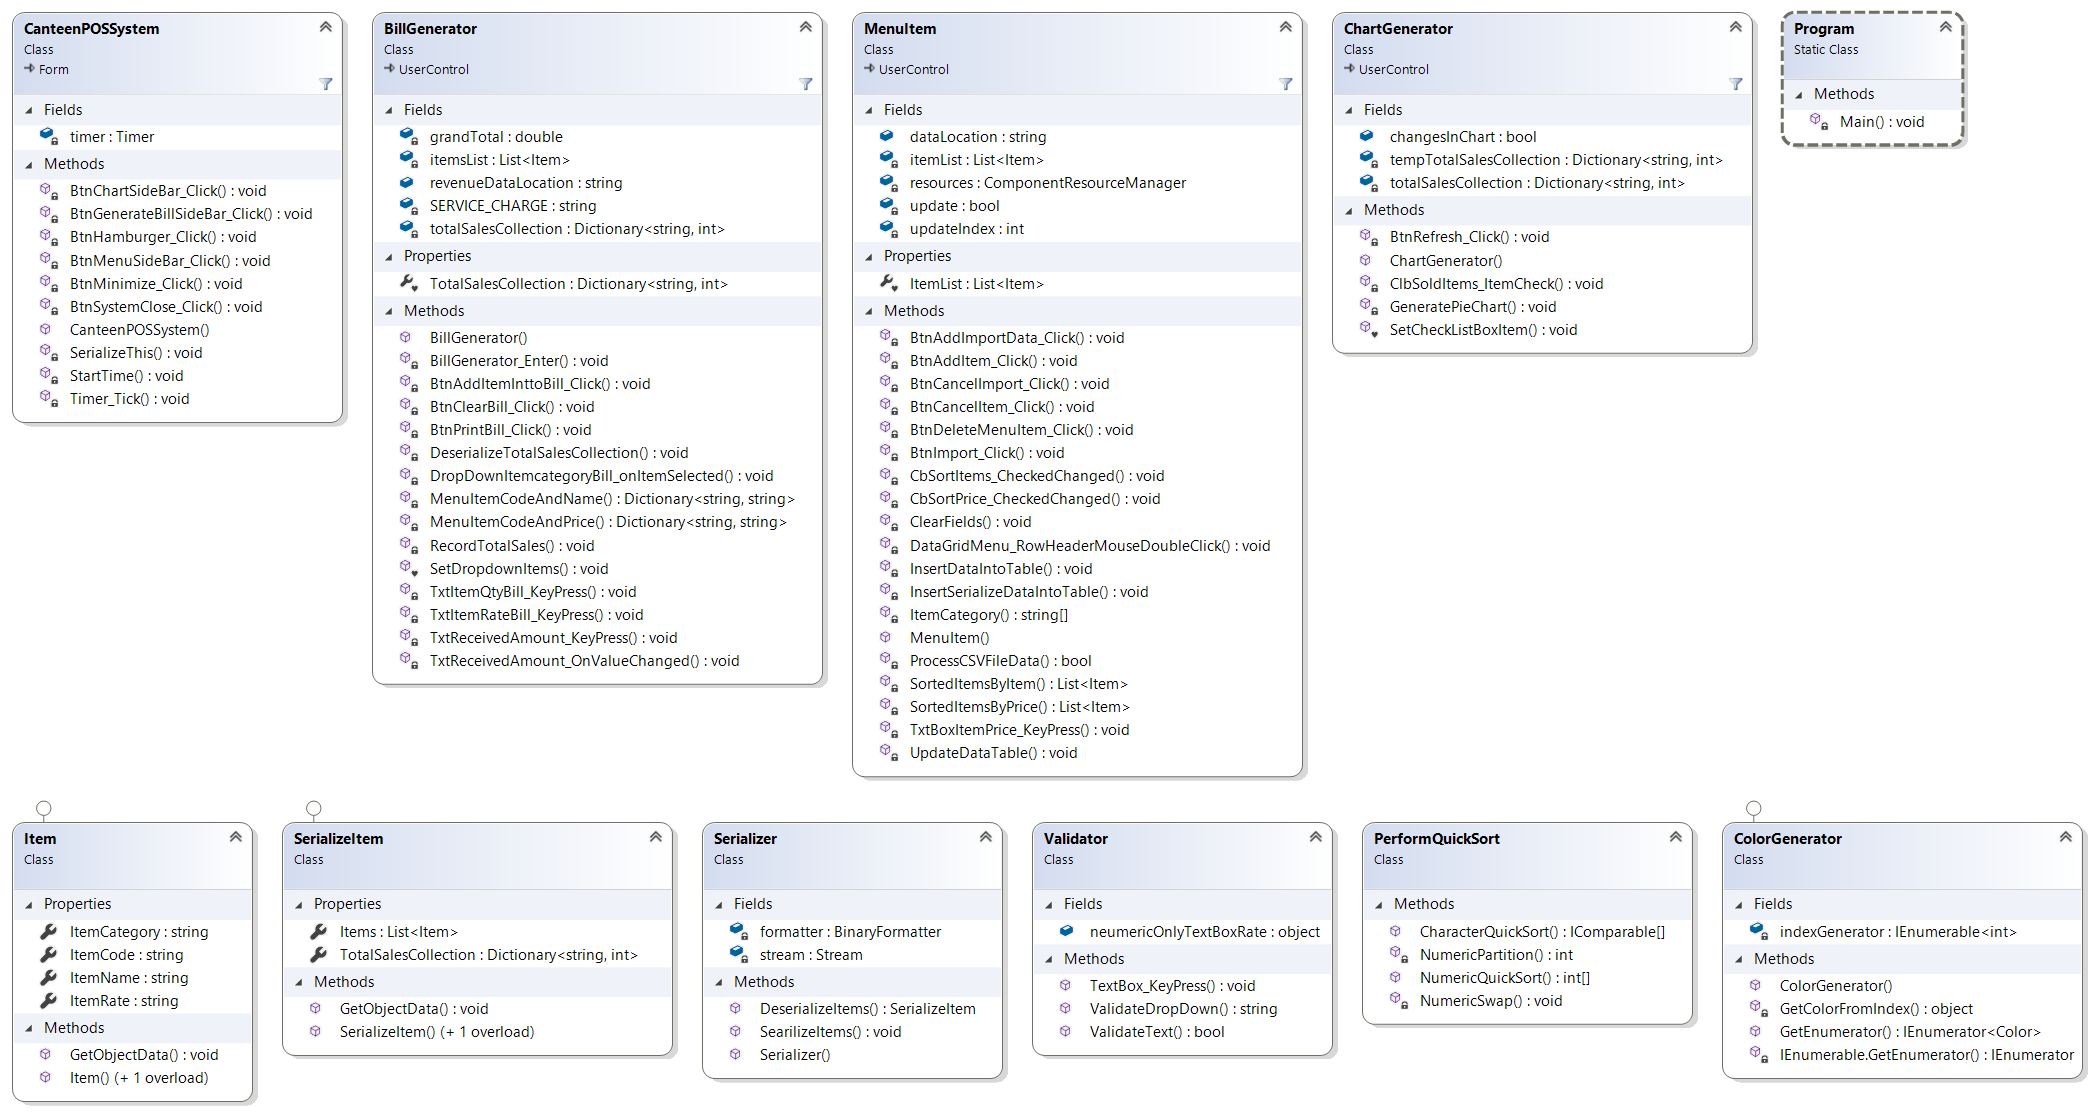 CanteenPOSSystem
Class
Form
Fields
timer : Timer
Methods
BtnChartSideBar_Click() : void
BtnGenerateBillSideBar_Click() : void
BtnHamburger_Click() : void
BtnMenuSideBar_Click() : void
BtnMinimize_Click() : void
BtnSystemClose_Click() : void
CanteenPOSSystem()
SerializeThis() : void
StartTime() : void
Timer_Tick() : void
BillGenerator
Class
UserControl
Fields
grandTotal : double
itemsList : List<Item>
revenueDataLocation : string
SERVICE_CHARGE : string
totalSalesCollection : Dictionary<string, int>
Properties
TotalSalesCollection : Dictionary<string, int>
Methods
BillGenerator()
BillGenerator_Enter() : void
BtnAddItemInttoBill_Click() : void
BtnClearBill_Click() : void
BtnPrintBill_Click() : void
DeserializeTotalSalesCollection() : void
DropDownItemcategoryBill_onItemSelected() : void
MenuItemCodeAndName() : Dictionary<string, string>
MenuItemCodeAndPrice() : Dictionary<string, string>
RecordTotalSales() : void
SetDropdownItems() : void
TxtItemQtyBill_KeyPress() : void
TxtItemRateBill_KeyPress() : void
TxtReceivedAmount_KeyPress() : void
TxtReceivedAmount_OnValueChanged() : void
MenuItem
Class
UserControl
Fields
dataLocation : string
itemList : List<Item>
resources : ComponentResourceManager
update : bool
updateIndex : int
Properties
ItemList : List<Item>
Methods
BtnAddImportData_Click() : void
BtnAddItem_Click() : void
BtnCancelImport_Click() : void
BtnCancelItem_Click() : void
BtnDeleteMenuItem_Click() : void
BtnImport_Click() : void
CbSortItems_CheckedChanged() : void
CbSortPrice_CheckedChanged() : void
ClearFields() : void
DataGridMenu_RowHeaderMouseDoubleClick() : void
InsertDataIntoTable() : void
InsertSerializeDataIntoTable() : void
ItemCategory() : string[]
MenuItem()
ProcessCSVFileData() : bool
SortedItemsByItem() : List<Item>
SortedItemsByPrice() : List<Item>
TxtBoxItemPrice_KeyPress() : void
UpdateDataTable() : void
ChartGenerator
Class
UserControl
Fields
changesInChart : bool
tempTotalSalesCollection : Dictionary<string, int>
totalSalesCollection : Dictionary<string, int>
Methods
BtnRefresh_Click() : void
ChartGenerator()
ClbSoldItems_ItemCheck() : void
GeneratePieChart() : void
SetCheckListBoxItem() : void
Program
Static Class
Methods
Main() : void
Item
Class
Properties
ItemCategory : string
ItemCode : string
ItemName : string
ItemRate : string
Methods
GetObjectData() : void
Item() (+ 1 overload)
SerializeItem
Class
Properties
Items : List<Item>
TotalSalesCollection : Dictionary<string, int>
Methods
GetObjectData() : void
SerializeItem() (+ 1 overload)
Serializer
Class
Fields
formatter : BinaryFormatter
stream : Stream
Methods
DeserializeItems() : SerializeItem
SearilizeItems() : void
Serializer()
Validator
Class
Fields
neumericOnlyTextBoxRate : object
Methods
TextBox_KeyPress() : void
ValidateDropDown() : string
ValidateText() : bool
PerformQuickSort
Class
Methods
CharacterQuickSort() : IComparable[]
NumericPartition() : int
NumericQuickSort() : int[]
NumericSwap() : void
ColorGenerator
Class
Fields
indexGenerator : IEnumerable<int>
Methods
ColorGenerator()
GetColorFromIndex() : object
GetEnumerator() : IEnumerator<Color>
IEnumerable.GetEnumerator() : IEnumerator